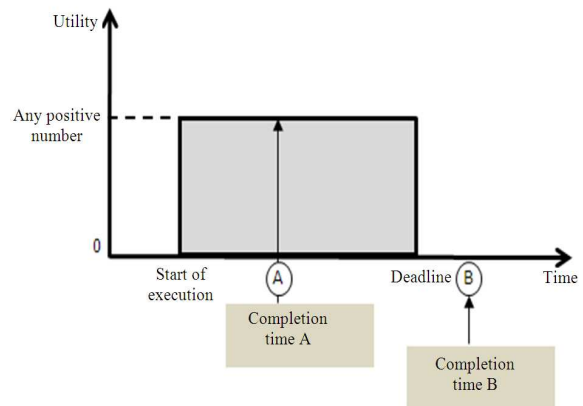 Utility
Any positive
number
0
Start of
execution
A
Deadline
B
Time
Completion
time A
Completion
time B